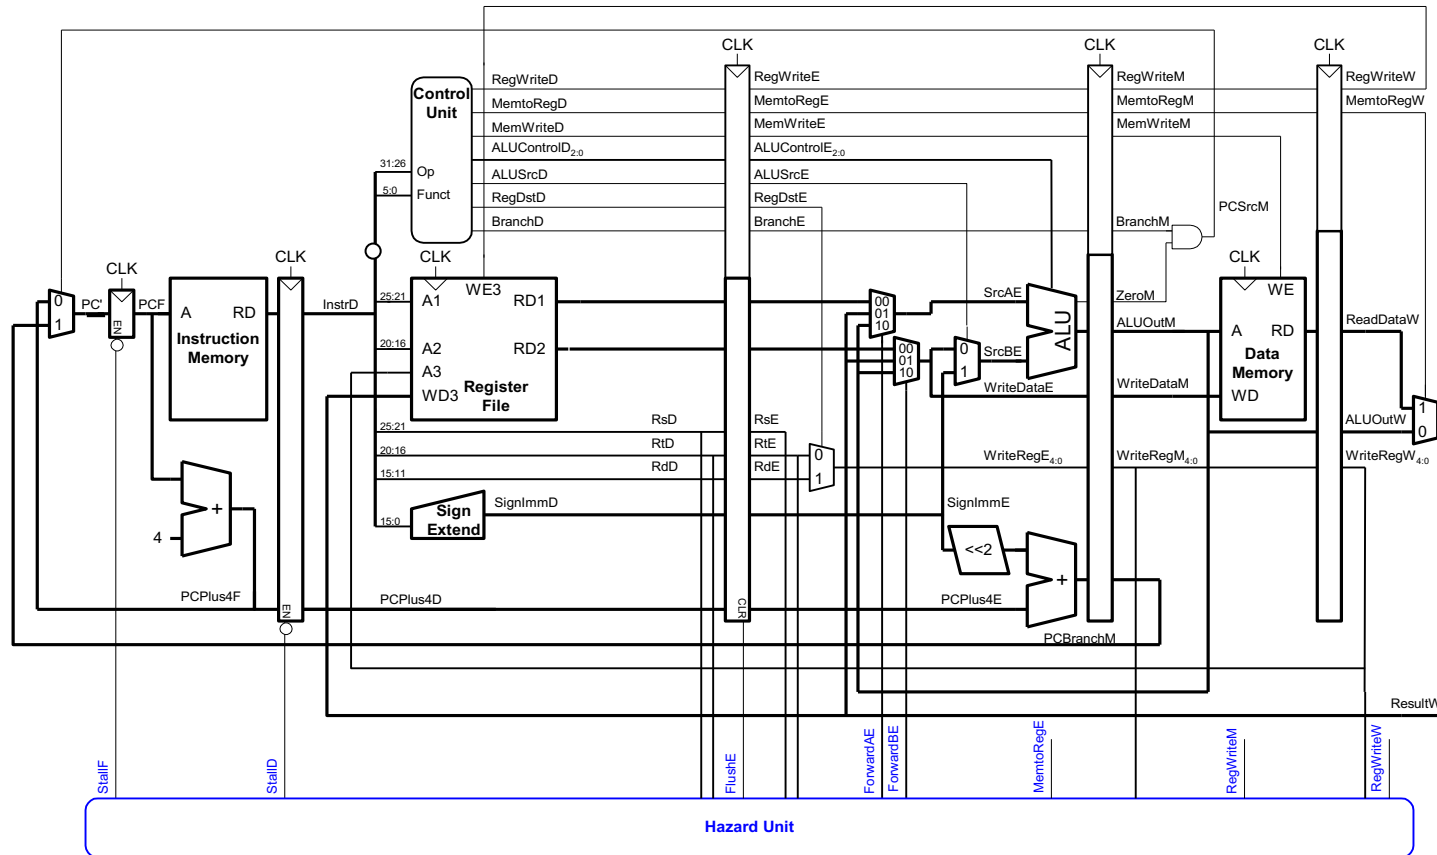 CLK
CLK
CLK
RegWriteD
RegWriteE
RegWriteM
RegWriteW
Control
Unit
MemtoRegD
MemtoRegE
MemtoRegM
MemtoRegW
MemWriteD
MemWriteE
MemWriteM
ALUControlD2:0
ALUControlE2:0
31:26
Op
ALUSrcD
ALUSrcE
5:0
Funct
RegDstD
RegDstE
PCSrcM
BranchD
BranchE
BranchM
CLK
CLK
CLK
CLK
0
1
PC'
PCF
EN
A
RD
Instruction
Memory
InstrD
25:21
A1
WE3
RD1
20:16
A2
RD2
A3
WD3
Register
File
00
01
10
00
01
10
SrcAE
0
1
SrcBE
ALU
WriteDataE
ZeroM
ALUOutM
WriteDataM
WE
A
RD
Data
Memory
WD
ReadDataW
1
0
ALUOutW
25:21
RsD
RsE
20:16
RtD
RtE
0
1
15:11
RdD
RdE
WriteRegE4:0
WriteRegM4:0
WriteRegW4:0
15:0
Sign
Extend
SignImmD
SignImmE
+
4
<<2
+
PCPlus4F
EN
PCPlus4D
CLR
PCPlus4E
PCBranchM
ResultW
StallF
StallD
FlushE
ForwardAE
ForwardBE
MemtoRegE
RegWriteM
RegWriteW
Hazard Unit